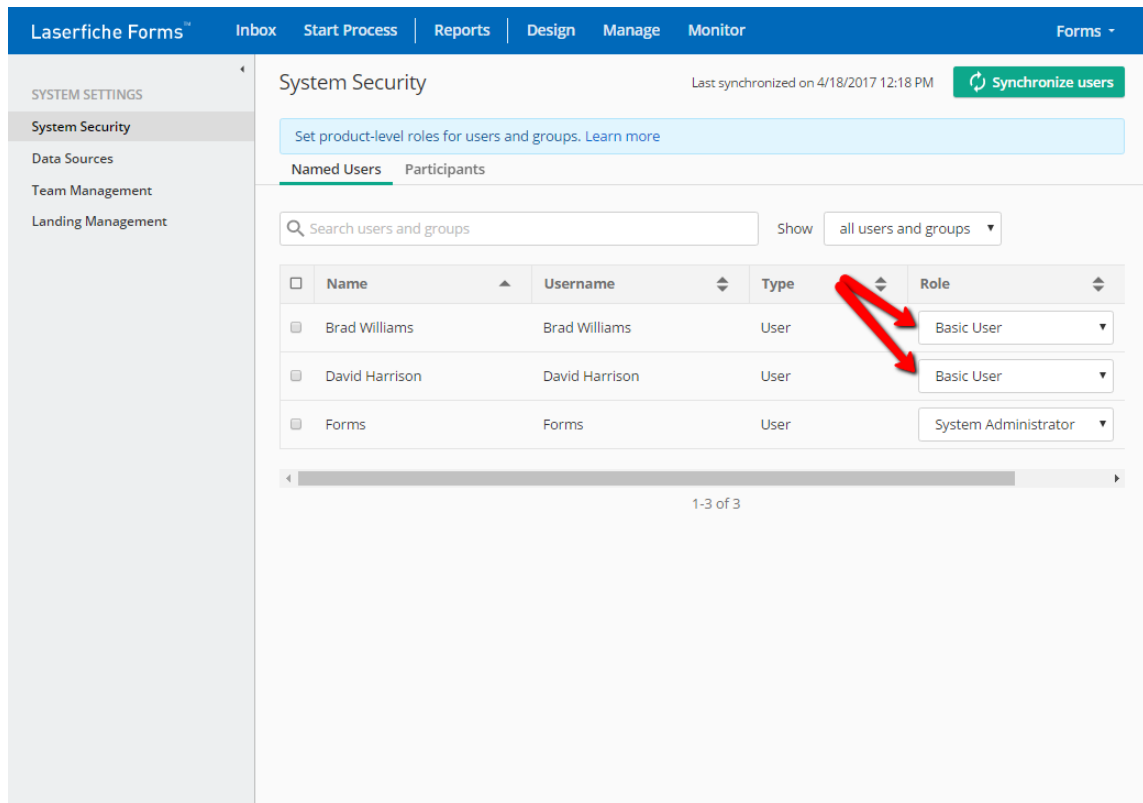 Laserfiche Forms™ Inbox Start Process Reports Design Manage Monitor Forms
SYSTEM SETTINGS
System Security
Data Sources
Team Management
Landing Management
System Security Last synchronized on 4/18/2017 12:18 PM Synchronize users
Set product-level roles for users and groups. Learn more
Named Users Participants
Search users and groups Show all users and groups
Name Username Type Role
Brad Williams Brad Williams User Basic User
David Harrison David Harrison User Basic User
Forms Forms User System Administrator
1-3 of 3